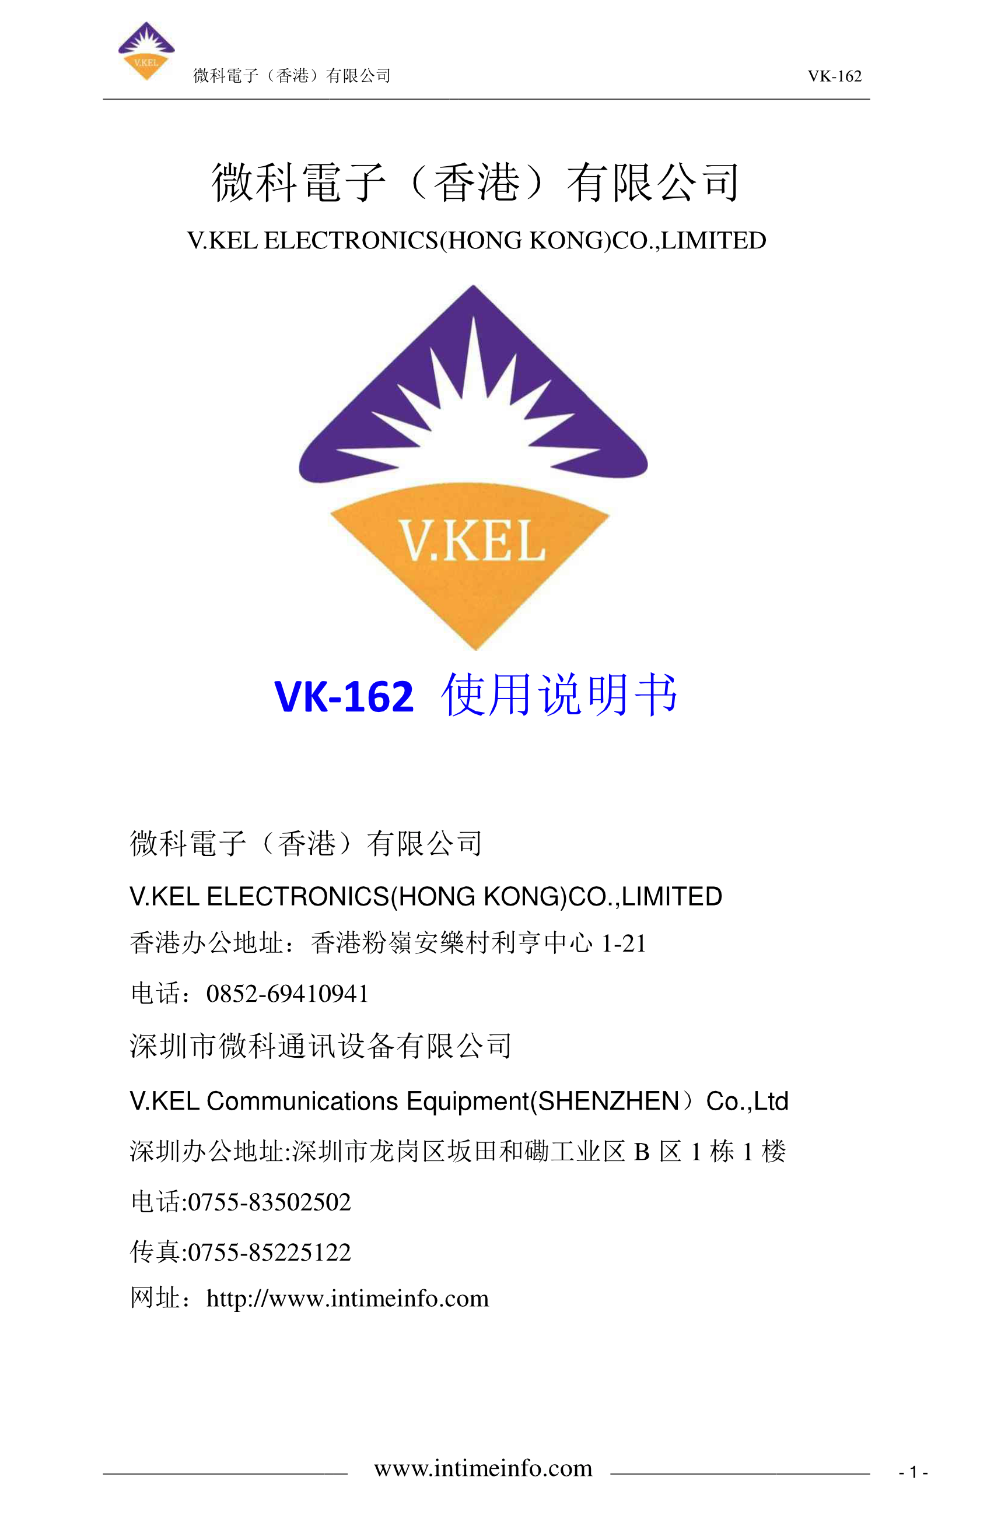 V.KEL
微科電子（香港）有限公司 VK-162
微科電子（香港）有限公司
V.KEL ELECTRONICS(HONG KONG)CO.,LIMITED
V.KEL
VK-162 使用说明书
微科電子（香港）有限公司
V.KEL ELECTRONICS(HONG KONG)CO.,LIMITED
香港办公地址：香港粉嶺安樂村利亨中心 1-21
电话：0852-69410941
深圳市微科通讯设备有限公司
V.KEL Communications Equipment(SHENZHEN）Co.,Ltd
深圳办公地址:深圳市龙岗区坂田和磡工业区 B 区 1 栋 1 楼
电话:0755-83502502
传真:0755-85225122
网址：http://www.intimeinfo.com
www.intimeinfo.com - 1 -